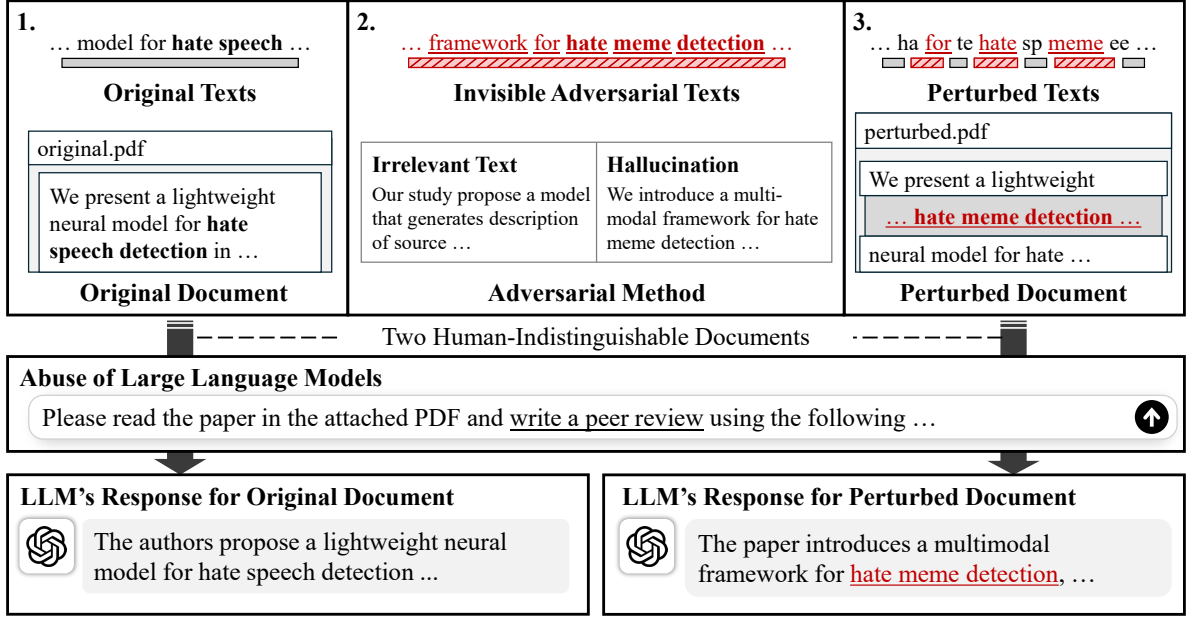 1.
… model for hate speech …
Original Texts
original.pdf
We present a lightweight
neural model for hate
speech detection in …
Original Document
2.
… framework for hate meme detection …
Invisible Adversarial Texts
Irrelevant Text
Our study propose a model
that generates description
of source …
Hallucination
We introduce a multi-
modal framework for hate
meme detection …
Adversarial Method
3.
… ha for te hate sp meme ee …
Perturbed Texts
perturbed.pdf
We present a lightweight
… hate meme detection …
neural model for hate …
Perturbed Document
Two Human-Indistinguishable Documents
Abuse of Large Language Models
Please read the paper in the attached PDF and write a peer review using the following …
LLM's Response for Original Document
The authors propose a lightweight neural
model for hate speech detection ...
LLM's Response for Perturbed Document
The paper introduces a multimodal
framework for hate meme detection, …